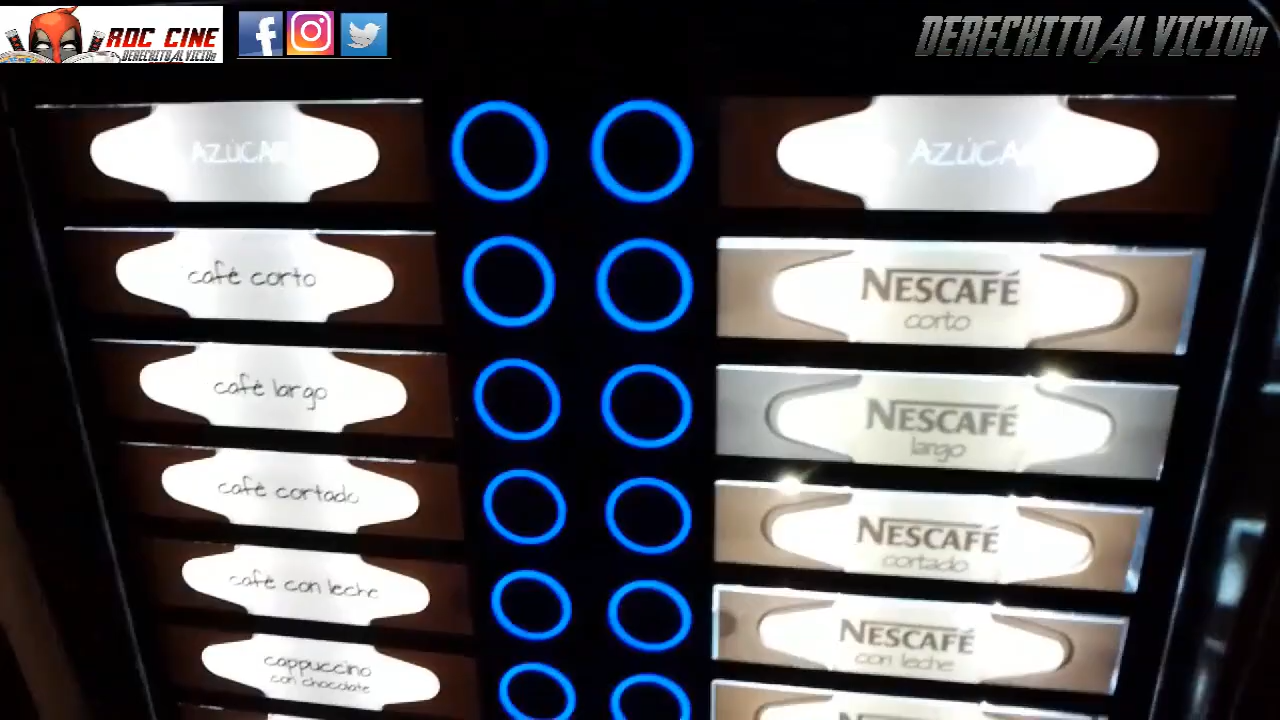 ROC CINE
DERECHITO AL VICIO!!
DERECHITO AL VICIO!!
AZÚCAR
café corto
café largo
café cortado
café con leche
cappuccino
con chocolate
AZÚCAR
NESCAFÉ
corto
NESCAFÉ
largo
NESCAFÉ
cortado
NESCAFÉ
con leche
NESCAFÉ